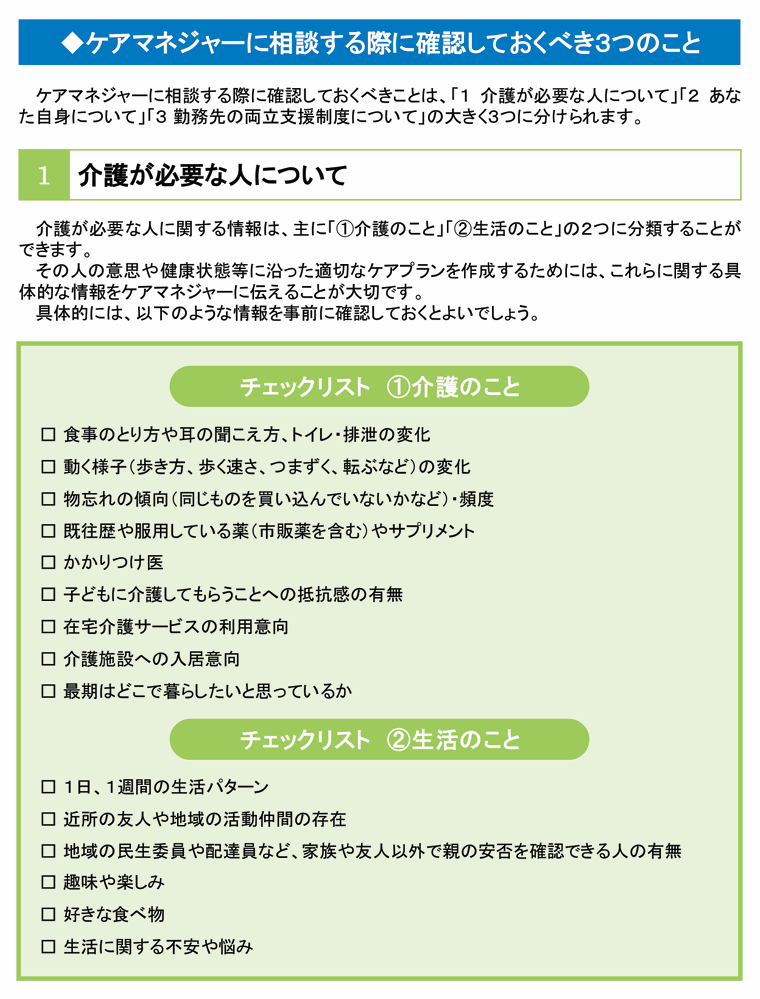 ◆ケアマネジャーに相談する際に確認しておくべき3つのこと
ケアマネジャーに相談する際に確認しておくべきことは、「1 介護が必要な人について」「2 あな
た自身について」「3 勤務先の両立支援制度について」の大きく3つに分けられます。
1 介護が必要な人について
介護が必要な人に関する情報は、主に「①介護のこと」「②生活のこと」の2つに分類することが
できます。
その人の意思や健康状態等に沿った適切なケアプランを作成するためには、これらに関する具
体的な情報をケアマネジャーに伝えることが大切です。
具体的には、以下のような情報を事前に確認しておくとよいでしょう。
チェックリスト ①介護のこと
□ 食事のとり方や耳の聞こえ方、トイレ・排泄の変化
□ 動く様子(歩き方、歩く速さ、つまずく、転ぶなど)の変化
□ 物忘れの傾向(同じものを買い込んでいないかなど)・頻度
□ 既往歴や服用している薬(市販薬を含む)やサプリメント
□ かかりつけ医
□ 子どもに介護してもらうことへの抵抗感の有無
□ 在宅介護サービスの利用意向
□ 介護施設への入居意向
□ 最期はどこで暮らしたいと思っているか
チェックリスト ②生活のこと
□ 1日、1週間の生活パターン
□ 近所の友人や地域の活動仲間の存在
□ 地域の民生委員や配達員など、家族や友人以外で親の安否を確認できる人の有無
□ 趣味や楽しみ
□ 好きな食べ物
□ 生活に関する不安や悩み